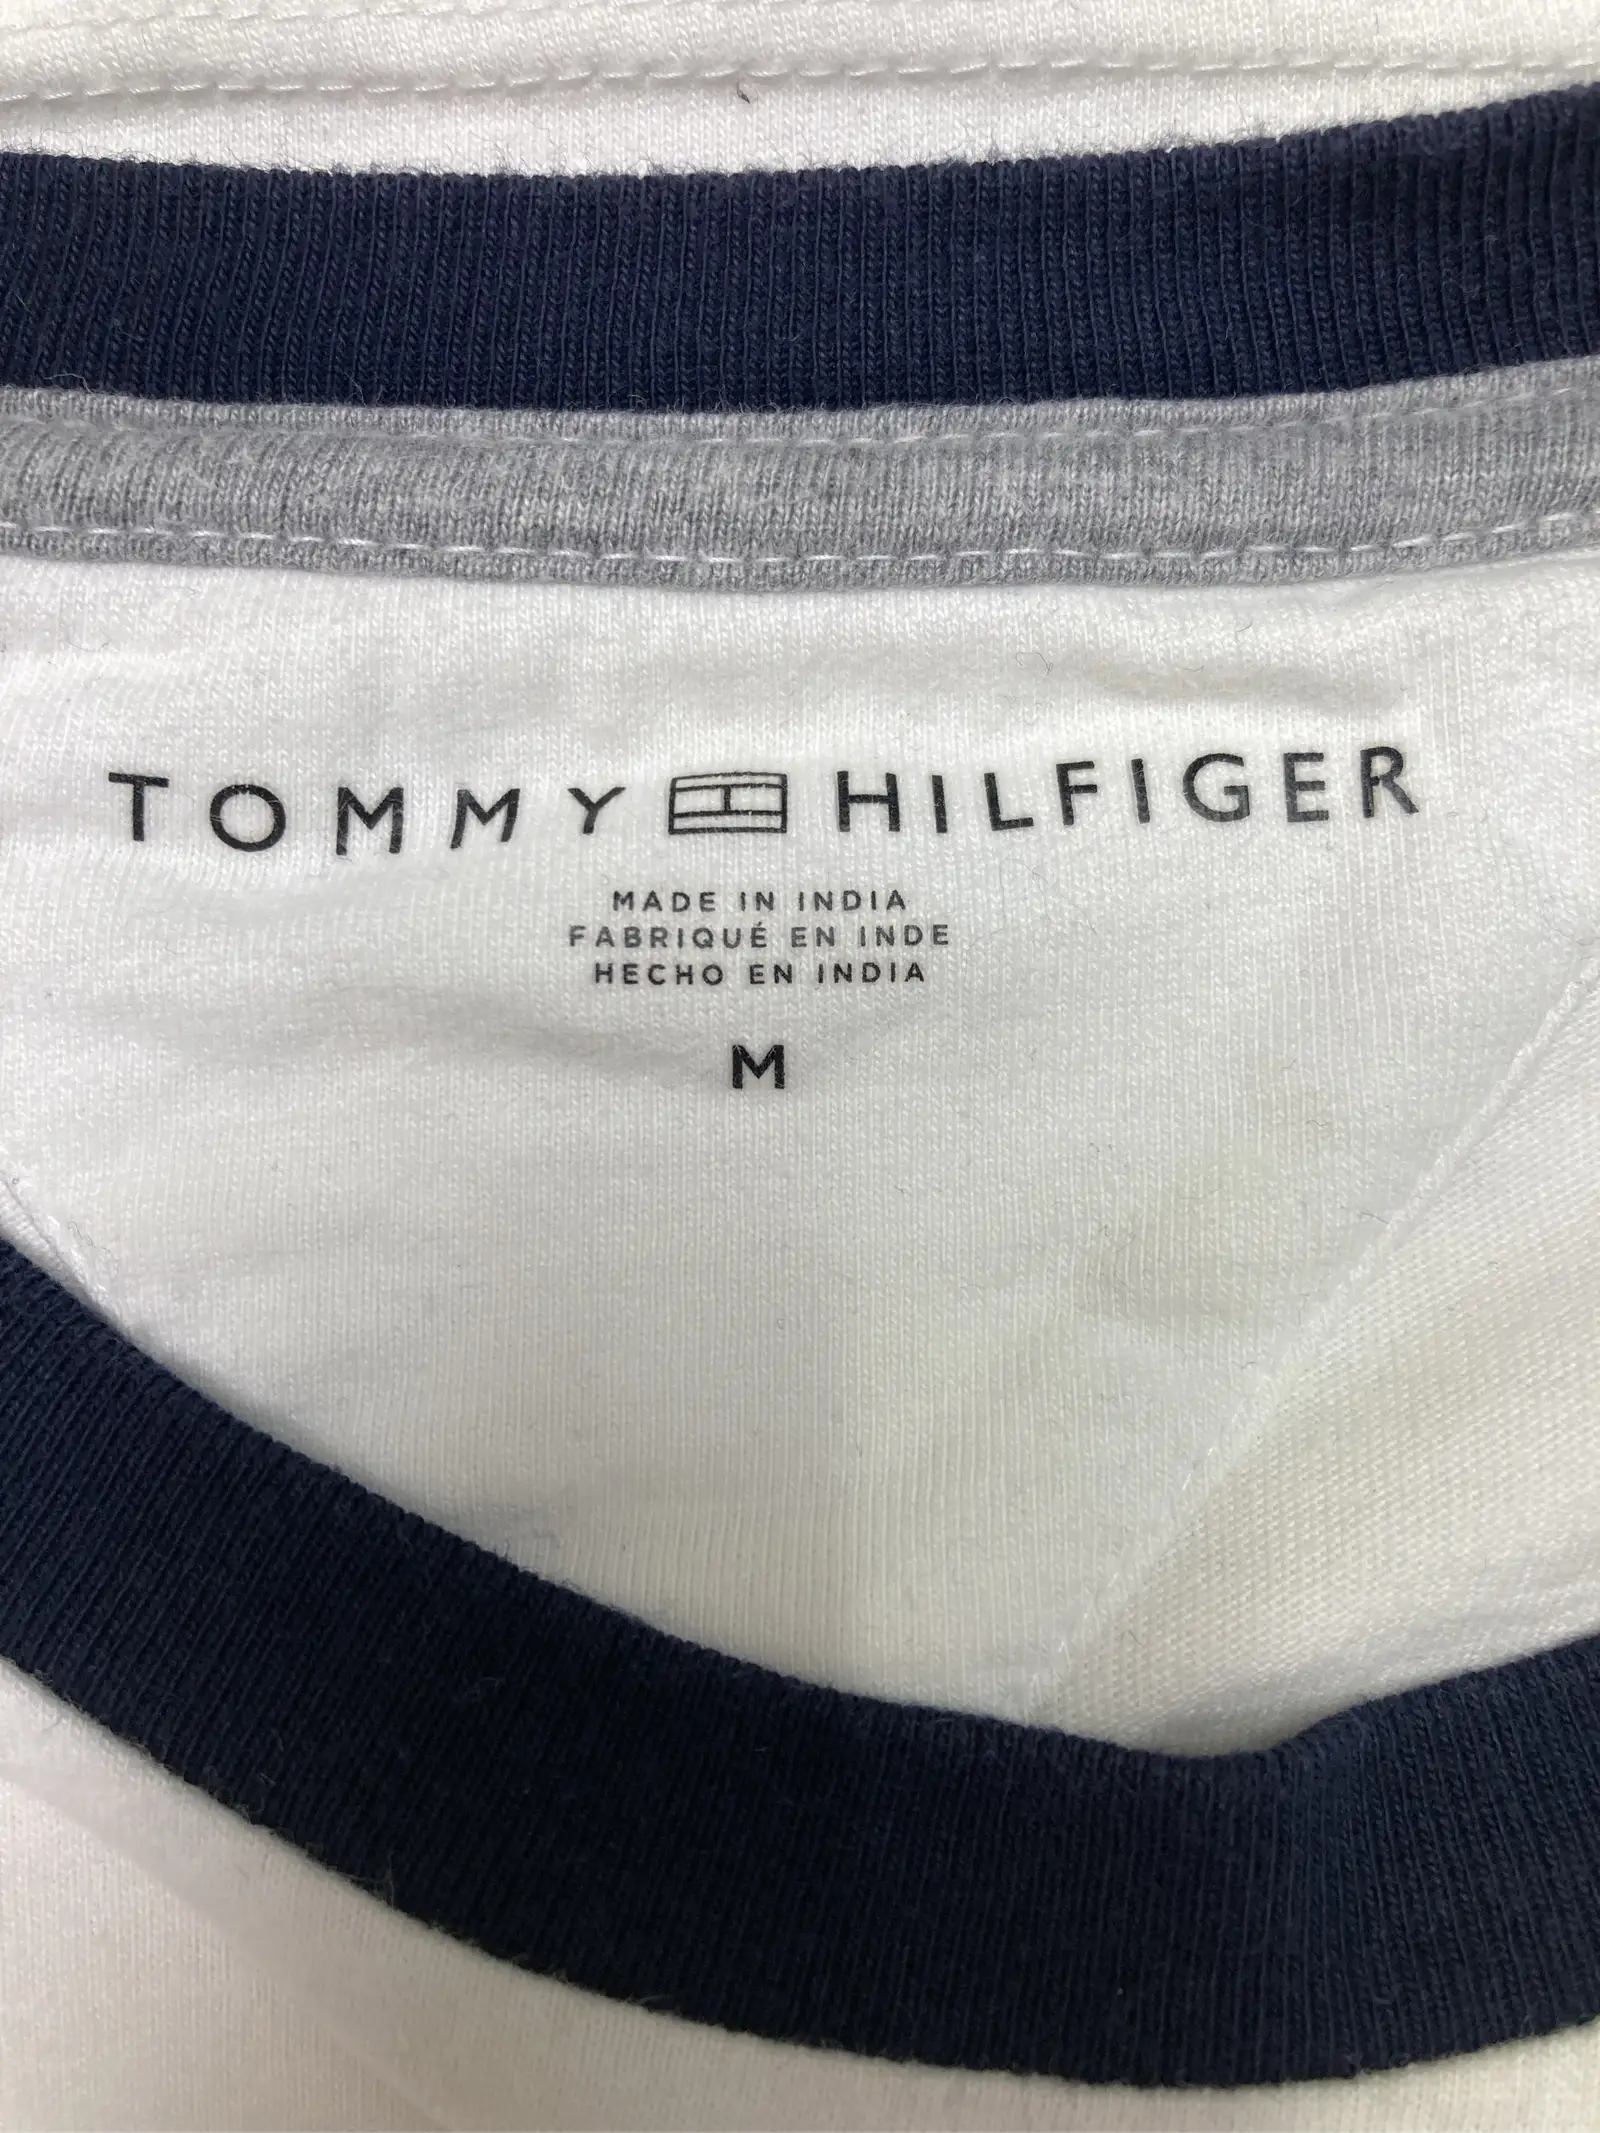 TOMMY HILFIGER
MADE IN INDIA
FABRIQUÉ EN INDE
HECHO EN INDIA
M